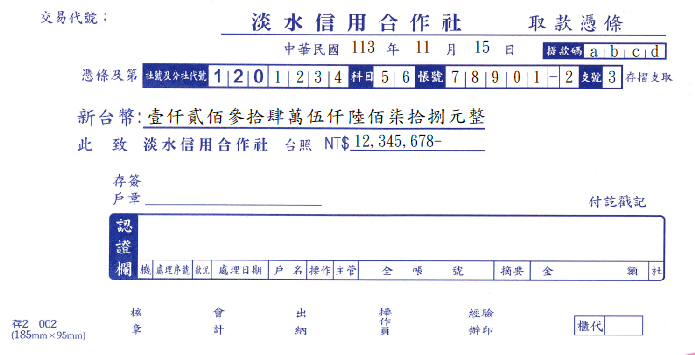 交易代號：
淡水信用合作社 取款憑條
中華民國 113 年 11 月 15 日 權款碼 a b c d
憑條及第 社號及分社代號 1 2 0 1 2 3 4 科目 5 6 帳號 7 8 9 0 1 - 2 支號 3 存摺支取
新台幣:壹仟貳佰參拾肆萬伍仟陸佰柒拾捌元整
此致 淡水信用合作社 台照 NT$ 12,345,678-
存簽
戶章
付訖戳記
認證欄
機 處理序號 狀況 處理日期 戶名 操作 主管 全帳號 摘要 金額 社
核章 會計 出納 操作員 經辦 驗印
櫃代
存2 002
(185mm×95mm)